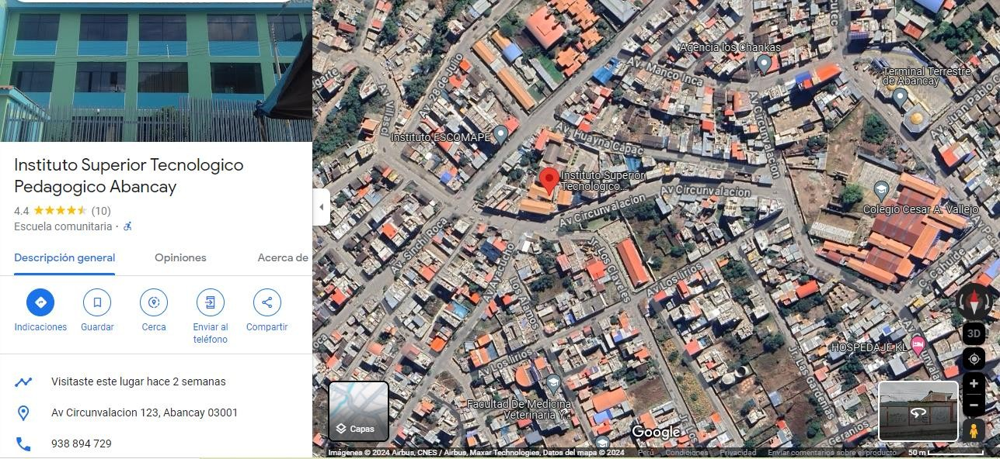 Instituto Superior Tecnologico
Pedagogico Abancay
4.4 (10)
Escuela comunitaria ·
Descripción general
Opiniones
Acerca de
Indicaciones
Guardar
Cerca
Enviar al
teléfono
Compartir
Visitaste este lugar hace 2 semanas
Av Circunvalacion 123, Abancay 03001
938 894 729
Agencia los Chankas
Av Manco Inca
Terminal Terrestre
de Abancay
Av 28 de Julio
Av Circunvalacion
Instituto ESCOMAPE
Av Huayna Capac
Instituto Superior
Tecnologico...
Av Circunvalacion
Av Circunvalacion
Colegio Cesar A. Vallejo
Av Sinchi Roca
Jr Los Claveles
Los Alamos
Av Los lirios
Cahuide
Av Los lirios
HOSPEDAJE KL
Jr Las Gardenias
Facultad De Medicina
Veterinaria Y...
Geranios
3D
Capas
Google
Imágenes © 2024 Airbus, CNES / Airbus, Maxar Technologies, Datos del mapa © 2024
Perú
Condiciones
Privacidad
Enviar comentarios sobre el producto
50 m